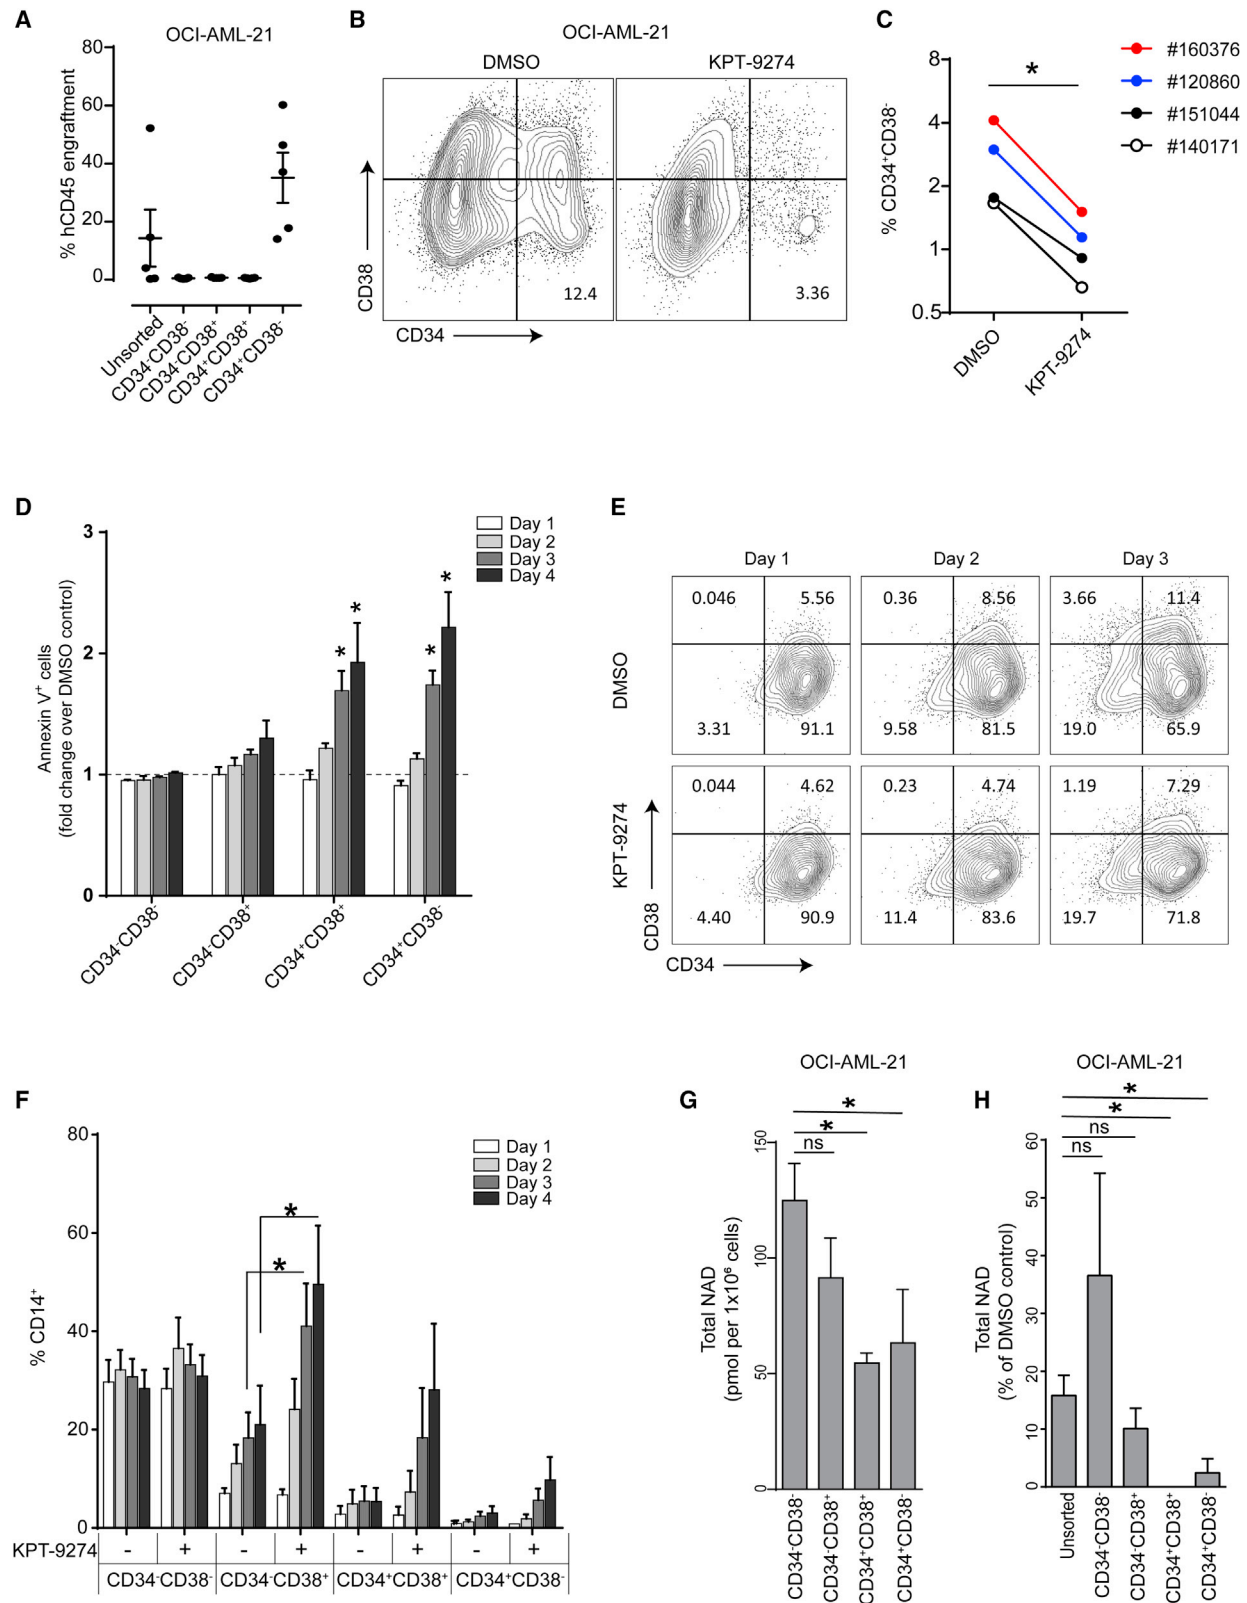 A
OCI-AML-21
% hCD45 engraftment
80
60
40
20
0
Unsorted
CD34⁻CD38⁻
CD34⁻CD38⁺
CD34⁺CD38⁺
CD34⁺CD38⁻
B
OCI-AML-21
DMSO
KPT-9274
12.4
3.36
CD38
CD34
C
% CD34⁺CD38⁻
8
4
2
1
0.5
*
DMSO
KPT-9274
#160376
#120860
#151044
#140171
D
Annexin V⁺ cells
(fold change over DMSO control)
3
2
1
0
Day 1
Day 2
Day 3
Day 4
* *
* *
CD34⁻CD38⁻
CD34⁻CD38⁺
CD34⁺CD38⁺
CD34⁺CD38⁻
E
Day 1
Day 2
Day 3
DMSO
0.046 5.56
3.31 91.1
0.36 8.56
9.58 81.5
3.66 11.4
19.0 65.9
KPT-9274
0.044 4.62
4.40 90.9
0.23 4.74
11.4 83.6
1.19 7.29
19.7 71.8
CD38
CD34
F
% CD14⁺
80
60
40
20
0
Day 1
Day 2
Day 3
Day 4
*
*
KPT-9274 - + - + - + - +
CD34⁻CD38⁻ CD34⁻CD38⁺ CD34⁺CD38⁺ CD34⁺CD38⁻
G
OCI-AML-21
Total NAD
(pmol per 1x10⁶ cells)
150
100
50
0
*
*
ns
CD34⁻CD38⁻
CD34⁻CD38⁺
CD34⁺CD38⁺
CD34⁺CD38⁻
H
OCI-AML-21
Total NAD
(% of DMSO control)
60
50
40
30
20
10
0
*
*
ns
ns
Unsorted
CD34⁻CD38⁻
CD34⁻CD38⁺
CD34⁺CD38⁺
CD34⁺CD38⁻